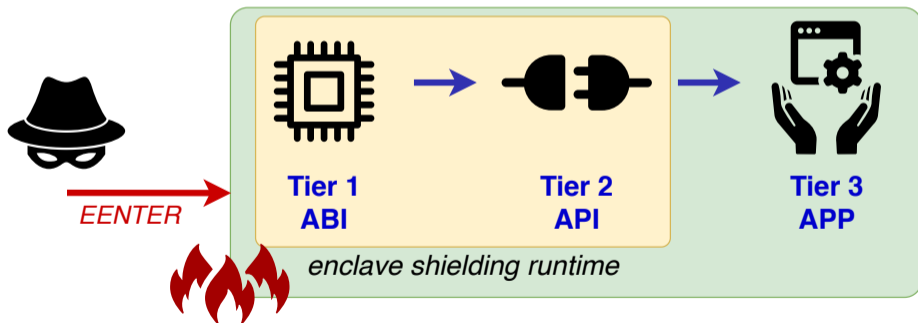 EENTER
Tier 1
ABI
Tier 2
API
Tier 3
APP
enclave shielding runtime